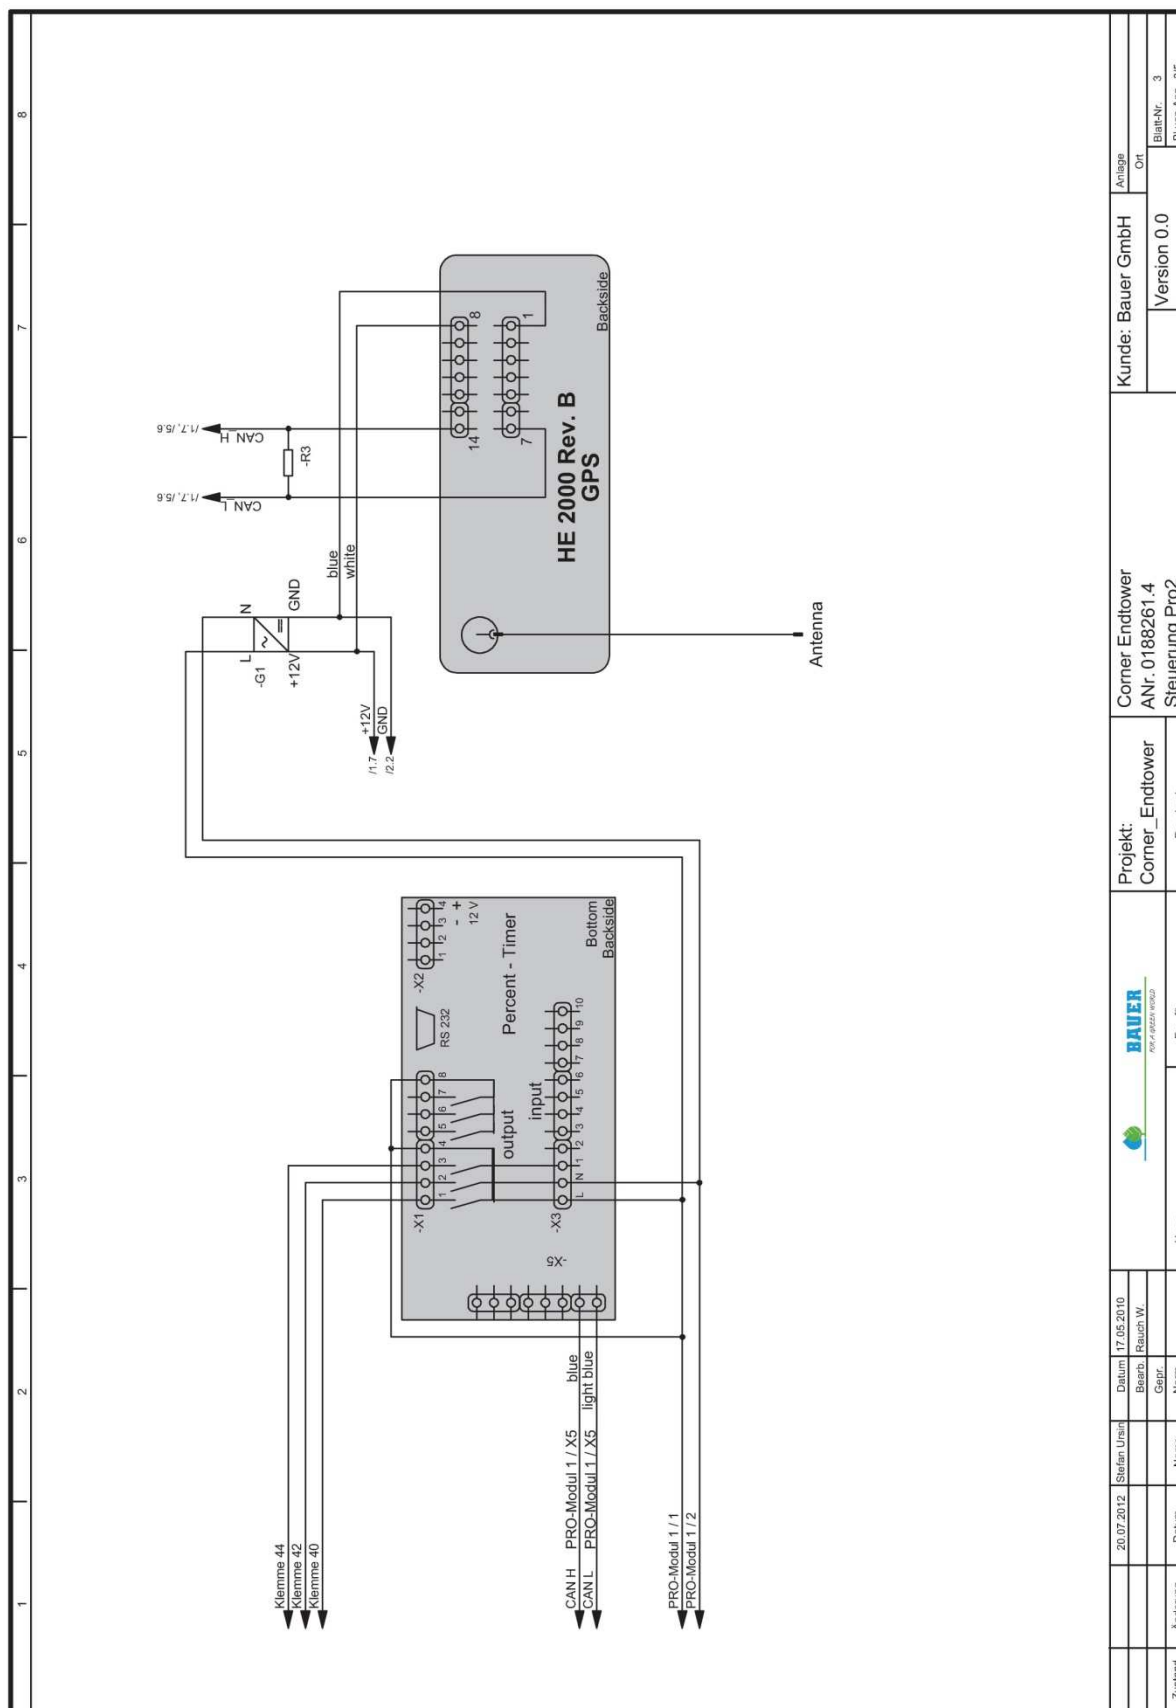 1
2
3
4
5
6
7
8
Klemme 44
Klemme 42
Klemme 40
CAN H PRO-Modul 1 / X5 blue
CAN L PRO-Modul 1 / X5 light blue
PRO-Modul 1 / 1
PRO-Modul 1 / 2
-X1
1 2 3 4 5 6 7 8
output
RS 232
-X2
1 2 3 4
- +
12 V
Percent - Timer
input
-X3
L N 1 2 3 4 5 6 7 8 9 10
-X5
Bottom
Backside
/1.7
+12V
/2.2
GND
L
N
-G1
+12V
GND
blue
white
/1.7, /5.6
CAN_L
/1.7, /5.6
CAN_H
-R3
14
8
7
1
HE 2000 Rev. B
GPS
Backside
Antenna
20.07.2012
Stefan Ursin
Datum
17.05.2010
Bearb.
Rauch W.
Gepr.
BAUER
FOR A GREEN WORLD
Projekt:
Corner_Endtower
Corner Endtower
ANr. 0188261.4
Steuerung Pro2
Kunde: Bauer GmbH
Version 0.0
Anlage
Ort
Blatt-Nr. 3